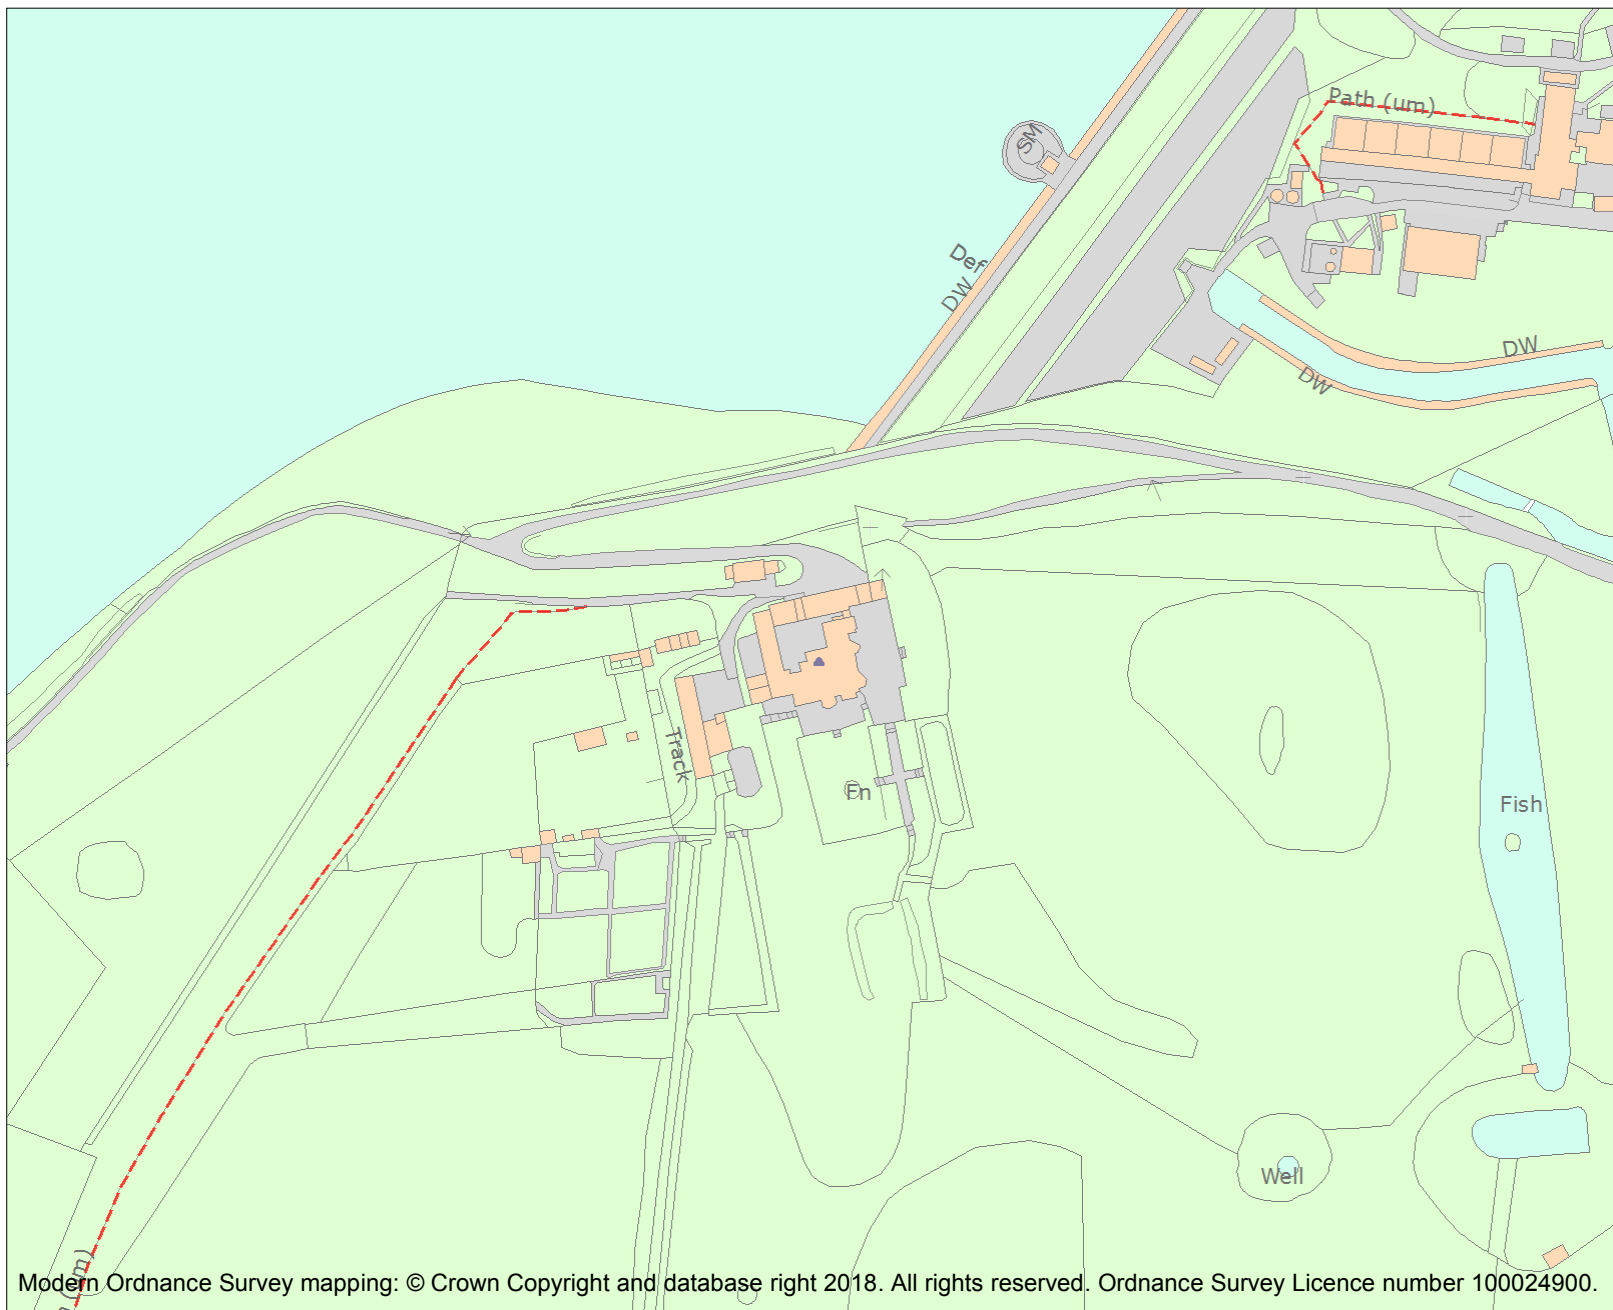 Path (um)
SM
Def
DW
DW
DW
Fish
Track
Fn
Well
(um)
Modern Ordnance Survey mapping: © Crown Copyright and database right 2018. All rights reserved. Ordnance Survey Licence number 100024900.